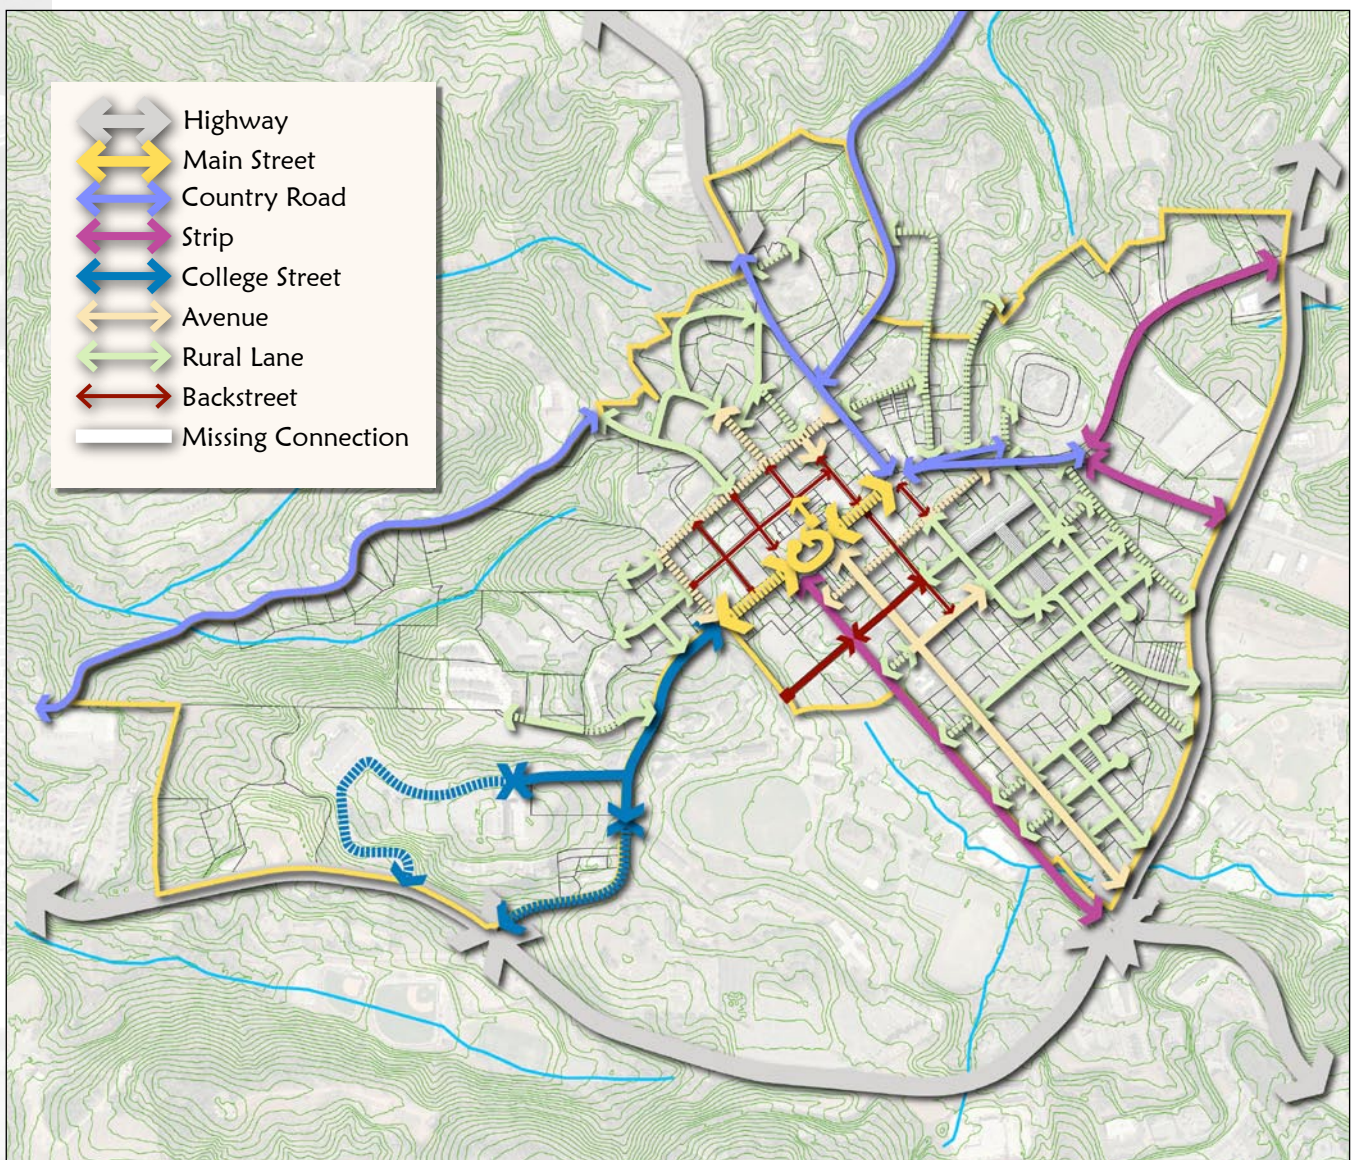 Highway
Main Street
Country Road
Strip
College Street
Avenue
Rural Lane
Backstreet
Missing Connection